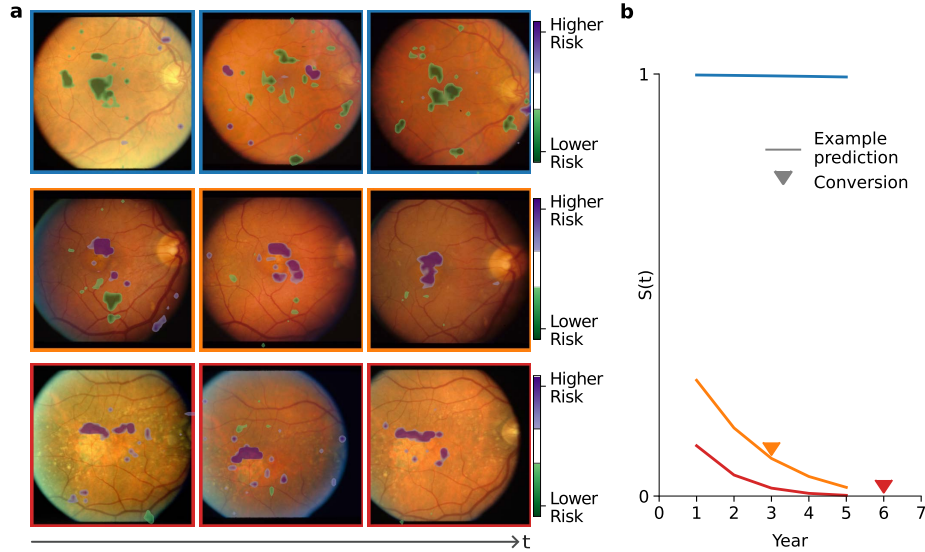 a
Higher
Risk
Lower
Risk
Higher
Risk
Lower
Risk
Higher
Risk
Lower
Risk
t
b
1
S(t)
0
Example
prediction
Conversion
0 1 2 3 4 5 6 7
Year